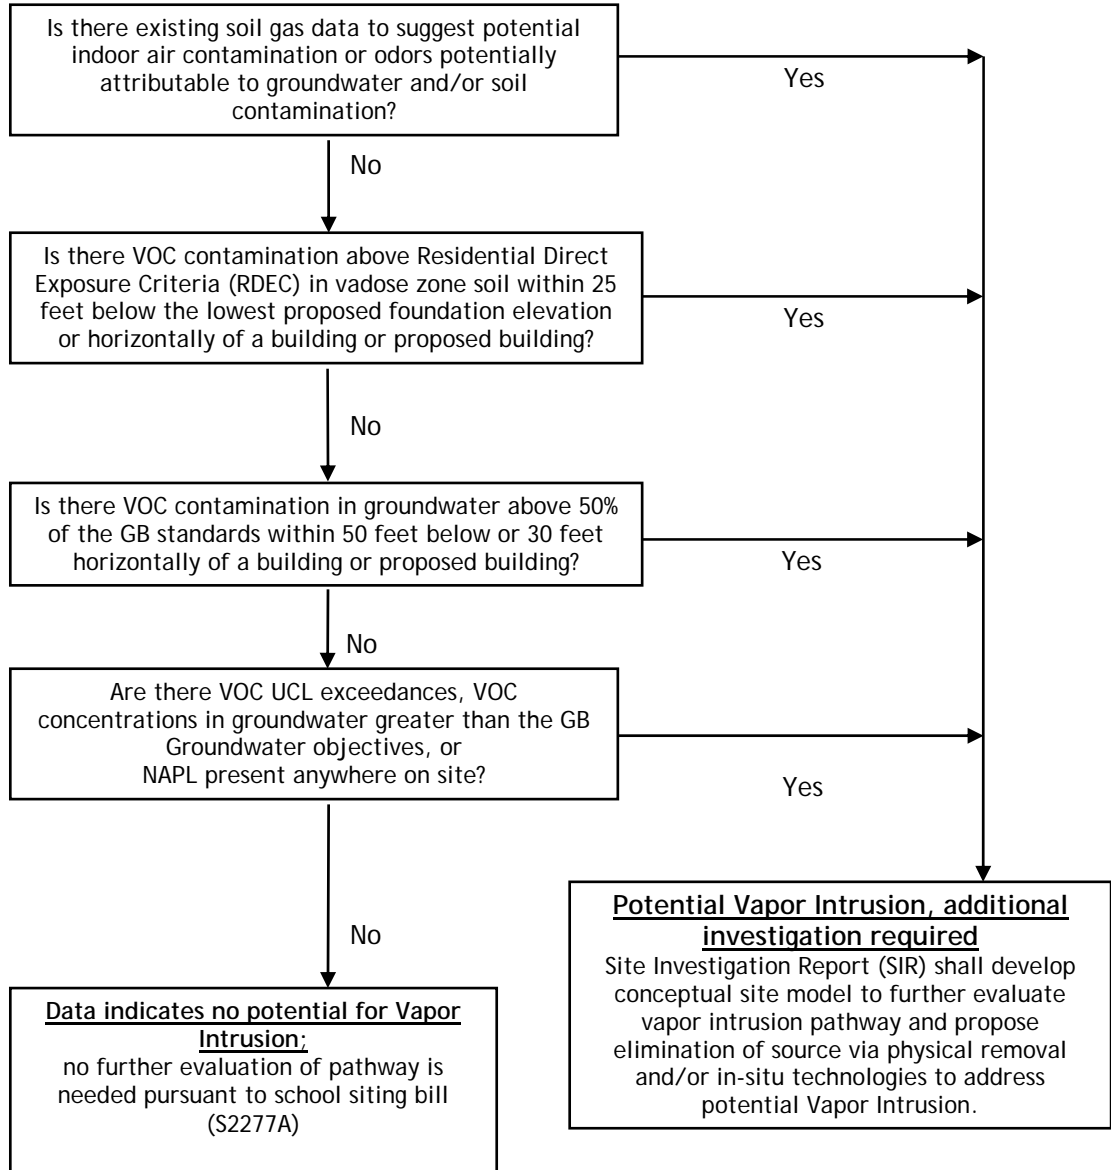 Is there existing soil gas data to suggest potential
indoor air contamination or odors potentially
attributable to groundwater and/or soil
contamination?
Yes
No
Is there VOC contamination above Residential Direct
Exposure Criteria (RDEC) in vadose zone soil within 25
feet below the lowest proposed foundation elevation
or horizontally of a building or proposed building?
Yes
No
Is there VOC contamination in groundwater above 50%
of the GB standards within 50 feet below or 30 feet
horizontally of a building or proposed building?
Yes
No
Are there VOC UCL exceedances, VOC
concentrations in groundwater greater than the GB
Groundwater objectives, or
NAPL present anywhere on site?
Yes
No
Potential Vapor Intrusion, additional
investigation required
Site Investigation Report (SIR) shall develop
conceptual site model to further evaluate
vapor intrusion pathway and propose
elimination of source via physical removal
and/or in-situ technologies to address
potential Vapor Intrusion.
Data indicates no potential for Vapor
Intrusion;
no further evaluation of pathway is
needed pursuant to school siting bill
(S2277A)